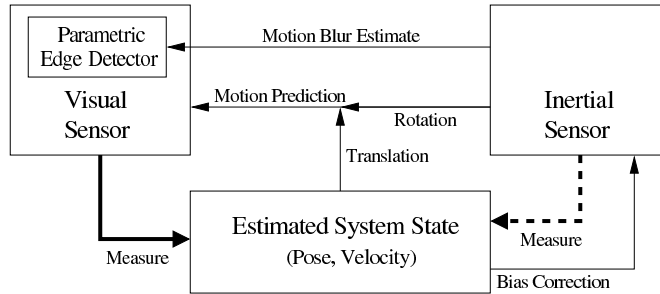 Parametric
Edge Detector
Motion Blur Estimate
Visual
Sensor
Motion Prediction
Rotation
Inertial
Sensor
Translation
Estimated System State
(Pose, Velocity)
Measure
Measure
Bias Correction